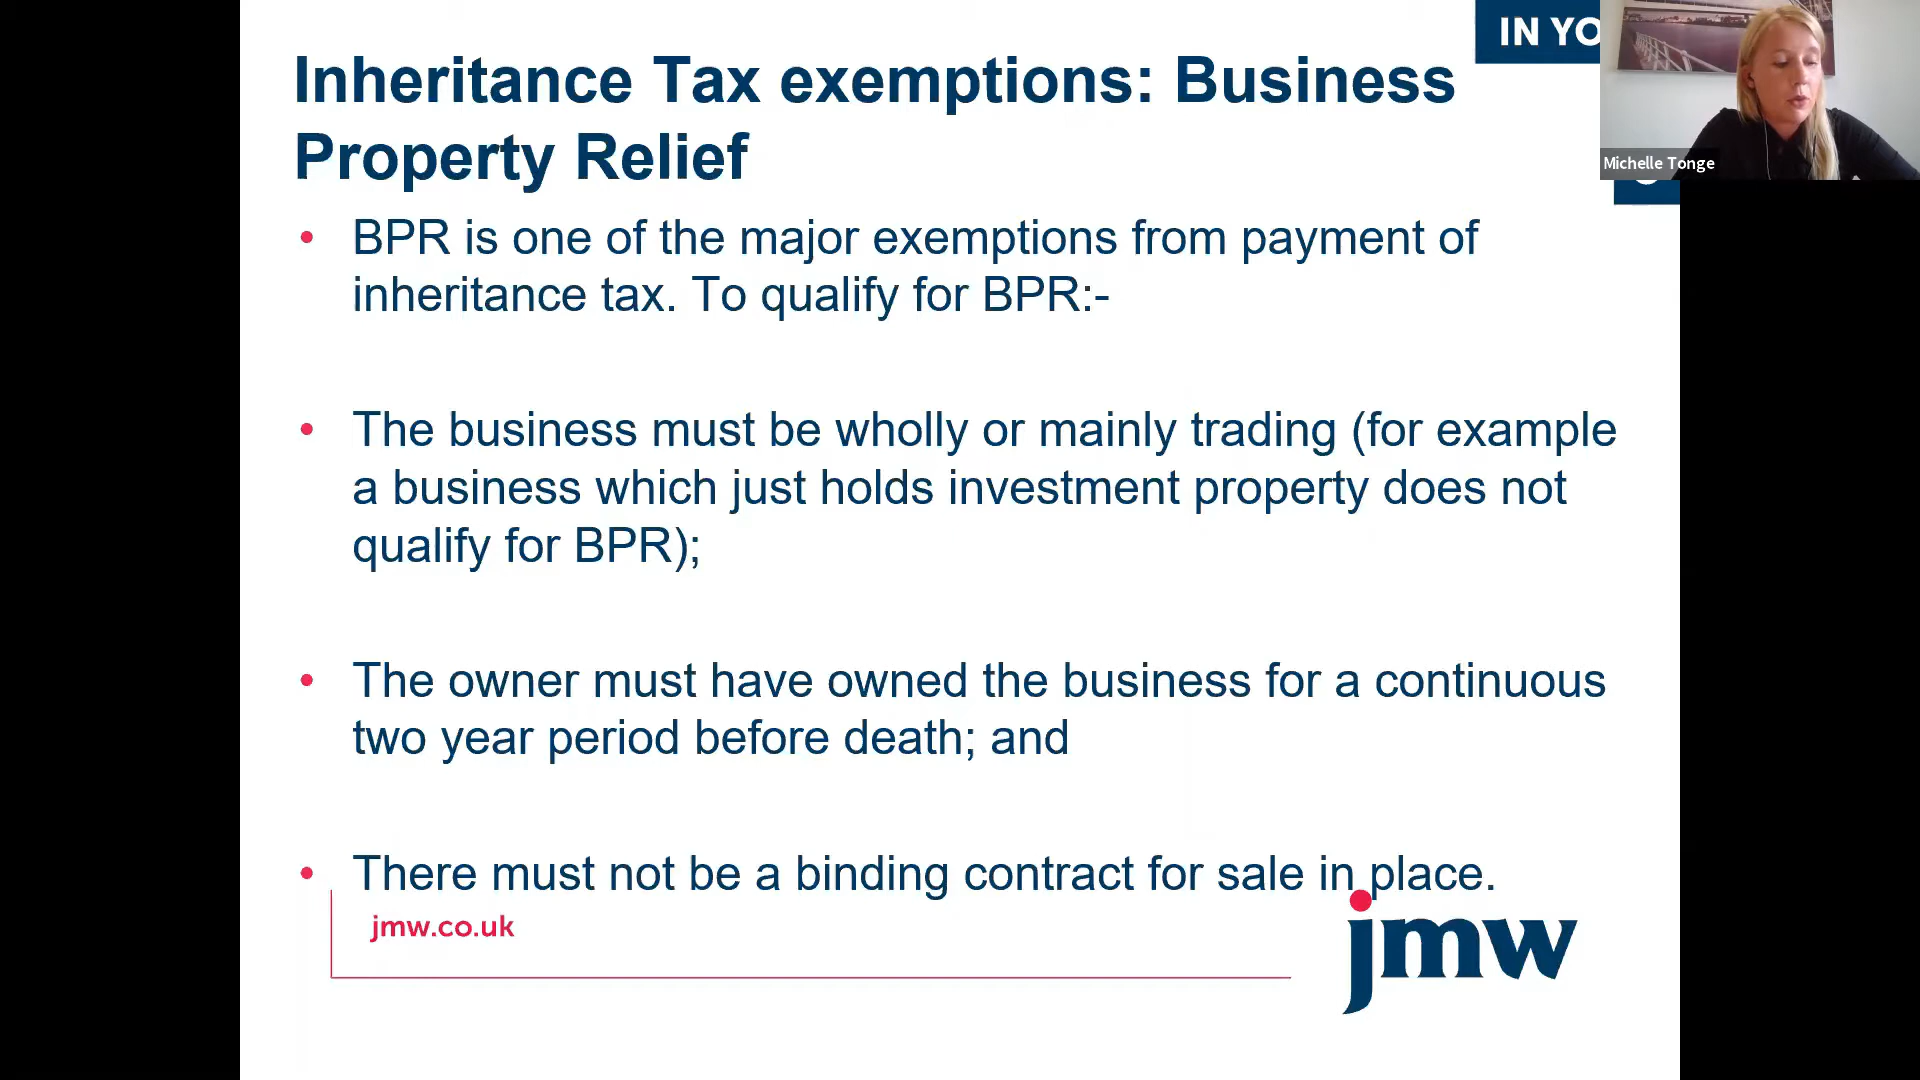 IN YO
Inheritance Tax exemptions: Business
Property Relief
Michelle Tonge
• BPR is one of the major exemptions from payment of
inheritance tax. To qualify for BPR:-
• The business must be wholly or mainly trading (for example
a business which just holds investment property does not
qualify for BPR);
• The owner must have owned the business for a continuous
two year period before death; and
• There must not be a binding contract for sale in place.
jmw.co.uk
jmw